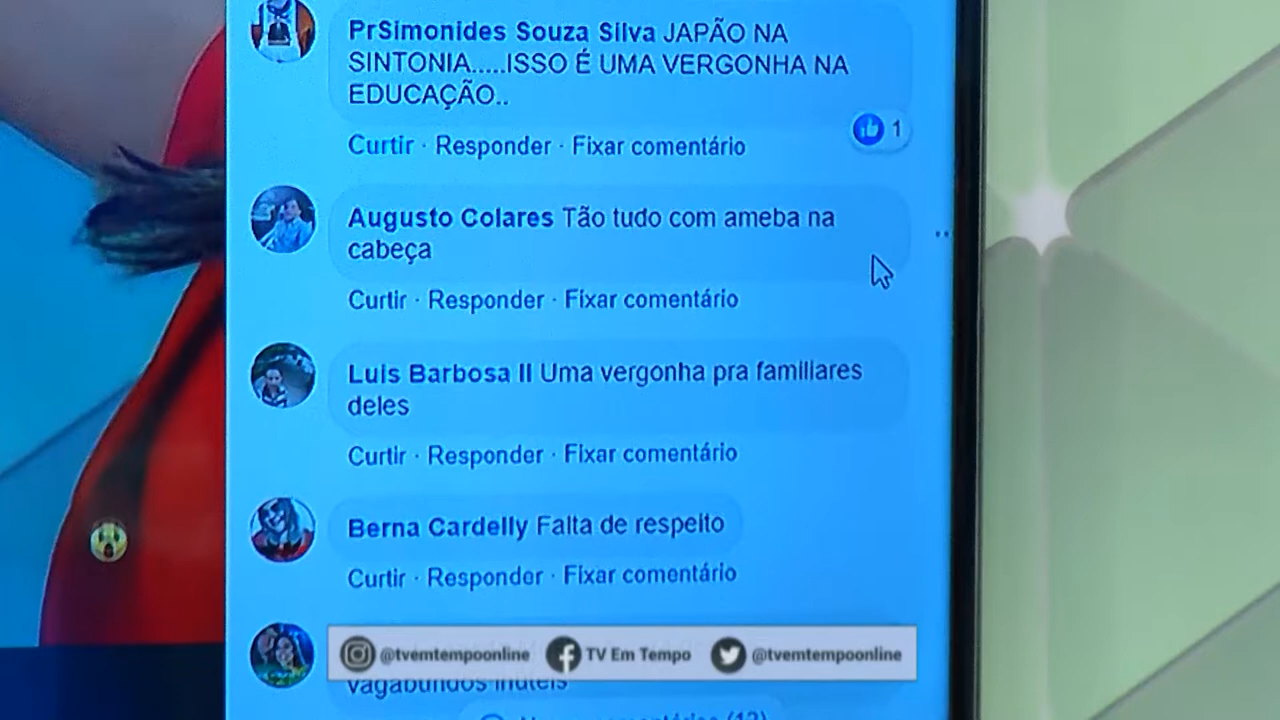 PrSimonides Souza Silva JAPÃO NA
SINTONIA.....ISSO É UMA VERGONHA NA
EDUCAÇÃO..
1
Curtir · Responder · Fixar comentário
Augusto Colares Tão tudo com ameba na
cabeça
Curtir · Responder · Fixar comentário
Luis Barbosa II Uma vergonha pra familiares
deles
Curtir · Responder · Fixar comentário
Berna Cardelly Falta de respeito
Curtir · Responder · Fixar comentário
@tvemtempoonline TV Em Tempo @tvemtempoonline
vagabundos inúteis